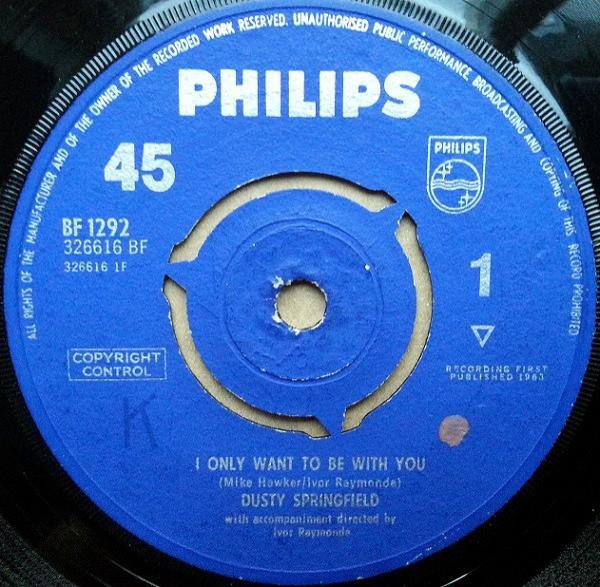 ALL RIGHTS OF THE MANUFACTURER AND OF THE OWNER OF THE RECORDED WORK RESERVED. UNAUTHORISED PUBLIC PERFORMANCE, BROADCASTING AND COPYING OF THIS RECORD PROHIBITED
PHILIPS
45
PHILIPS
BF 1292
326616 BF
326616 1F
1
COPYRIGHT
CONTROL
RECORDING FIRST
PUBLISHED 1963
K
I ONLY WANT TO BE WITH YOU
(Mike Hawker/Ivor Raymonde)
DUSTY SPRINGFIELD
with accompaniment directed by
Ivor Raymonde